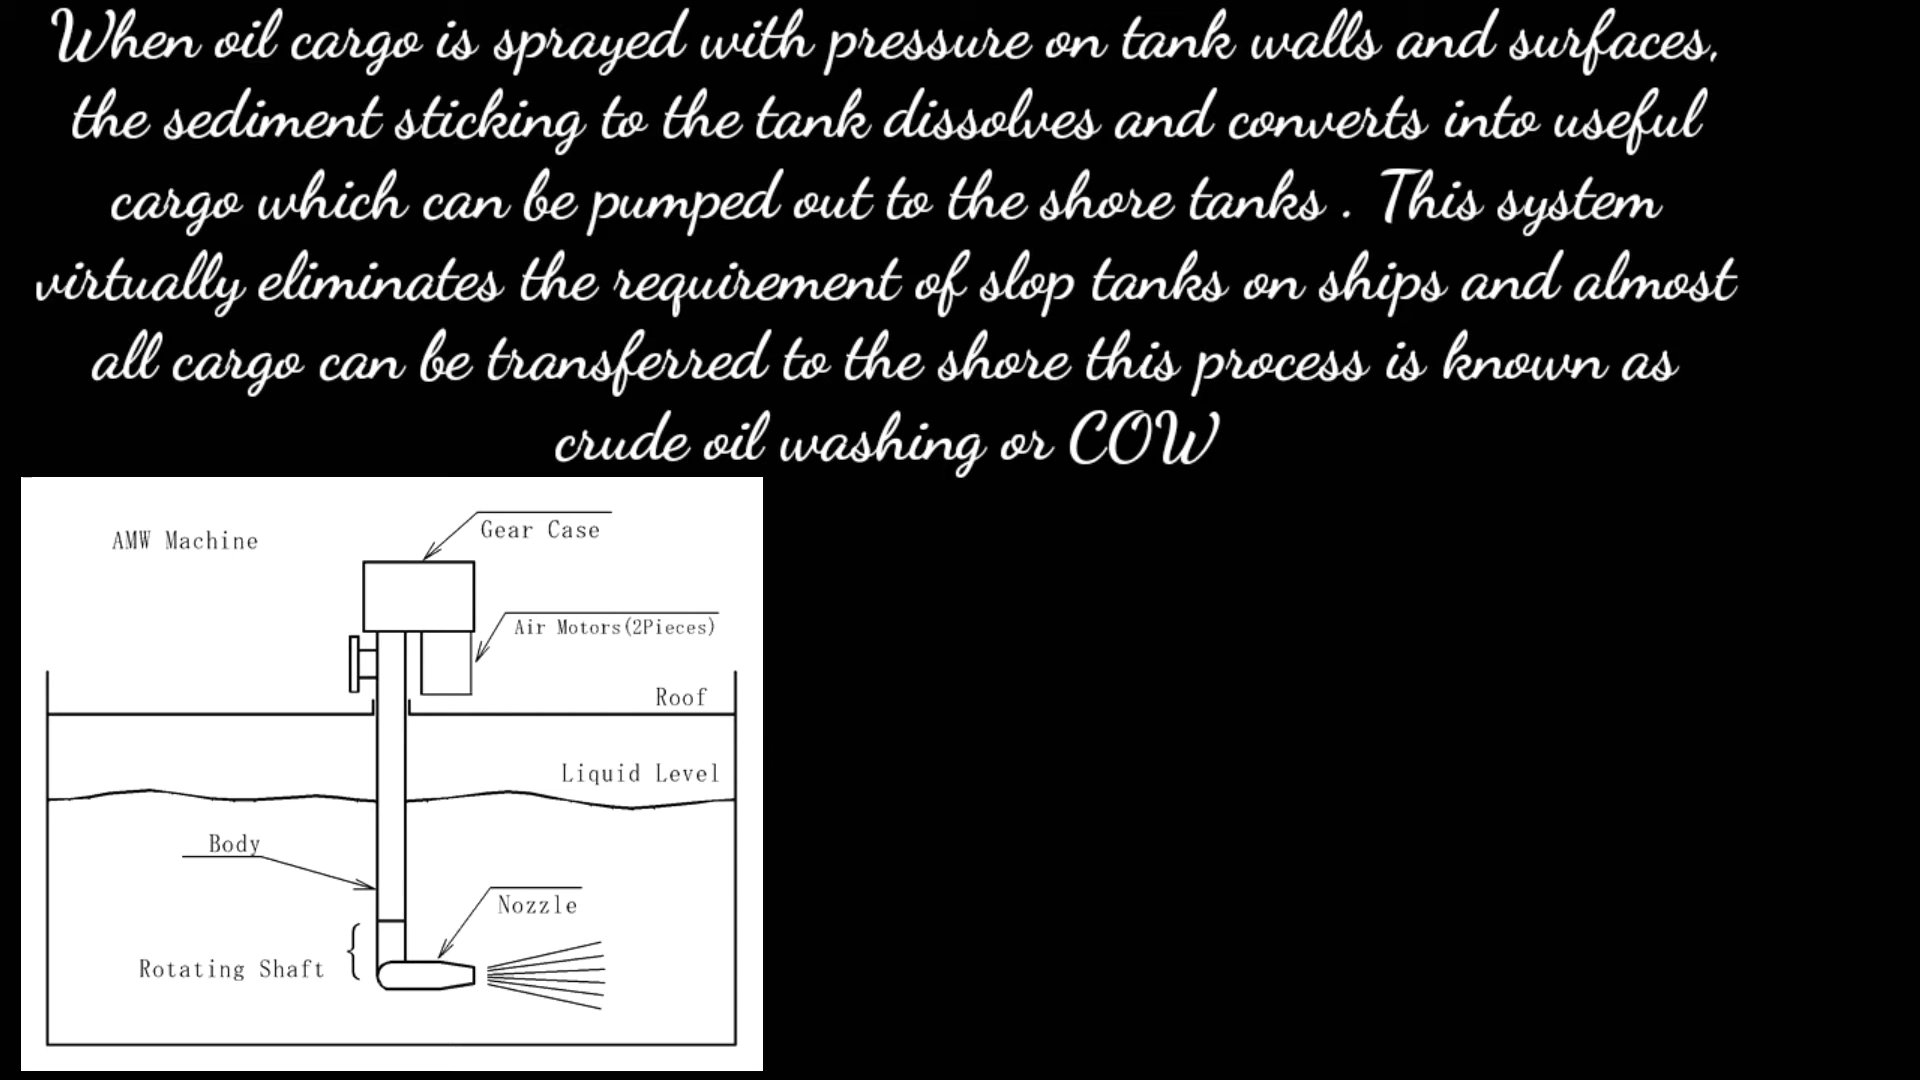 When oil cargo is sprayed with pressure on tank walls and surfaces,
the sediment sticking to the tank dissolves and converts into useful
cargo which can be pumped out to the shore tanks . This system
virtually eliminates the requirement of slop tanks on ships and almost
all cargo can be transferred to the shore this process is known as
crude oil washing or COW
AMW Machine
Gear Case
Air Motors(2Pieces)
Roof
Liquid Level
Body
Nozzle
Rotating Shaft